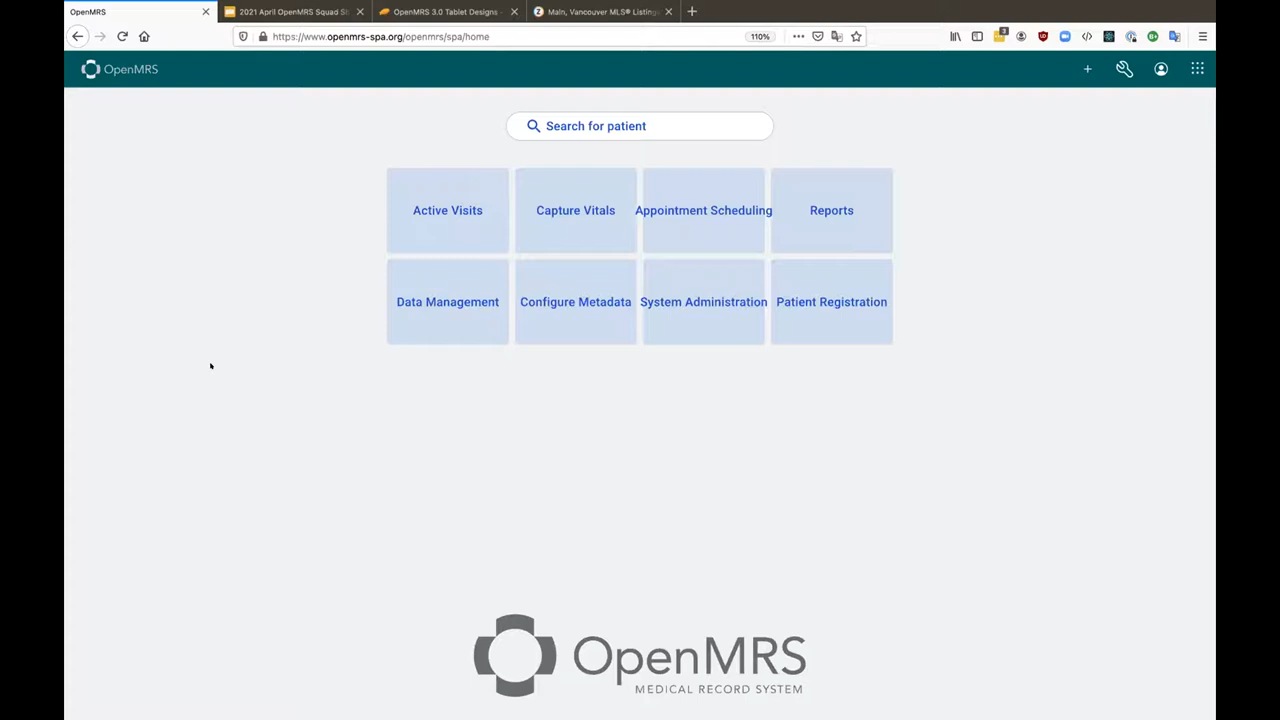 OpenMRS
2021 April OpenMRS Squad S
OpenMRS 3.0 Tablet Designs -
Main, Vancouver MLS® Listing
https://www.openmrs-spa.org/openmrs/spa/home
110%
3
OpenMRS
Search for patient
Active Visits
Capture Vitals
Appointment Scheduling
Reports
Data Management
Configure Metadata
System Administration
Patient Registration
OpenMRS
MEDICAL RECORD SYSTEM